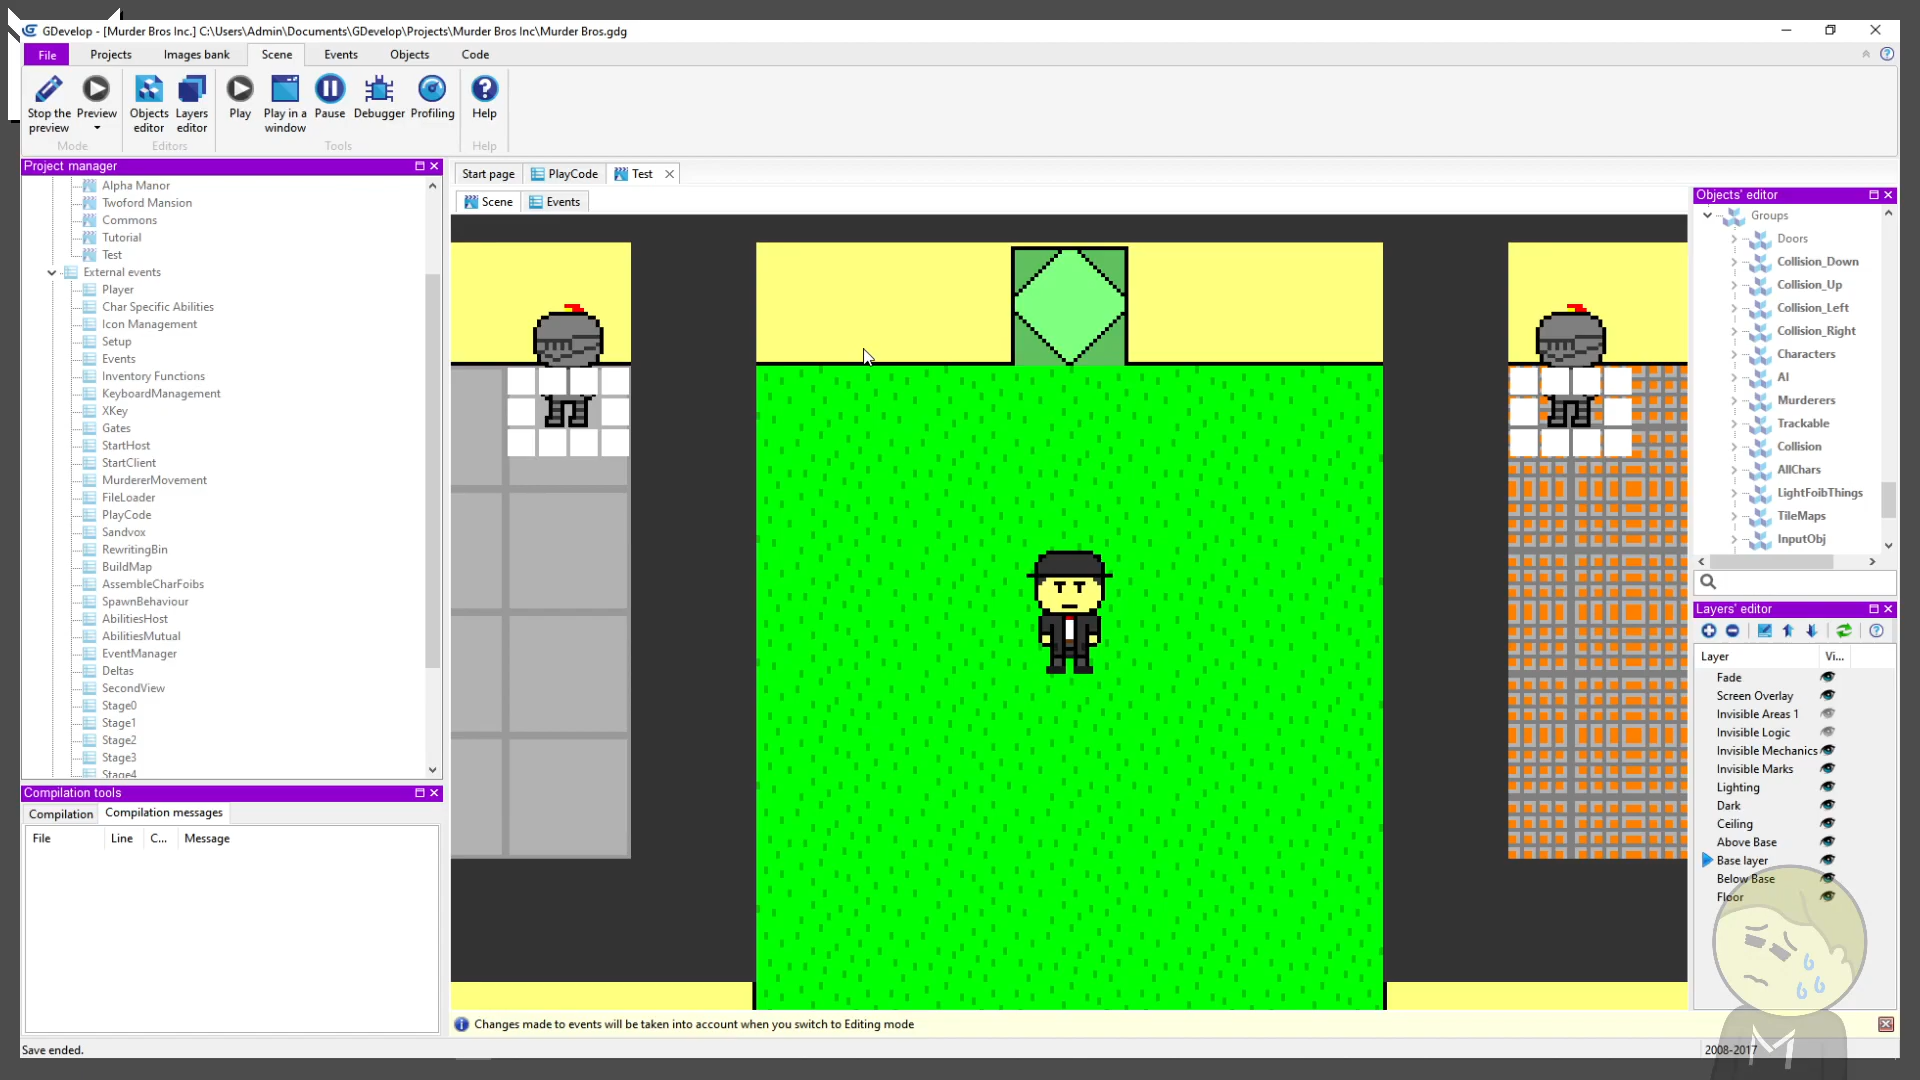 GDevelop - [Murder Bros Inc.] C:\Users\Admin\Documents\GDevelop\Projects\Murder Bros Inc\Murder Bros.gdg
File Projects Images bank Scene Events Objects Code
Stop the preview
Preview
Objects editor
Layers editor
Play
Play in a window
Pause
Debugger
Profiling
Help
Mode Editors Tools Help
Project manager
Alpha Manor
Twoford Mansion
Commons
Tutorial
Test
External events
Player
Char Specific Abilities
Icon Management
Setup
Events
Inventory Functions
KeyboardManagement
XKey
Gates
StartHost
StartClient
MurdererMovement
FileLoader
PlayCode
Sandvox
RewritingBin
BuildMap
AssembleCharFoibs
SpawnBehaviour
AbilitiesHost
AbilitiesMutual
EventManager
Deltas
SecondView
Stage0
Stage1
Stage2
Stage3
Stage4
Compilation tools
Compilation Compilation messages
File Line C... Message
Save ended.
Start page PlayCode Test
Scene Events
Changes made to events will be taken into account when you switch to Editing mode
Objects' editor
Groups
Doors
Collision_Down
Collision_Up
Collision_Left
Collision_Right
Characters
AI
Murderers
Trackable
Collision
AllChars
LightFoibThings
TileMaps
InputObj
Layers' editor
Layer Vi...
Fade
Screen Overlay
Invisible Areas 1
Invisible Logic
Invisible Mechanics
Invisible Marks
Lighting
Dark
Ceiling
Above Base
Base layer
Below Base
Floor
2008-2017